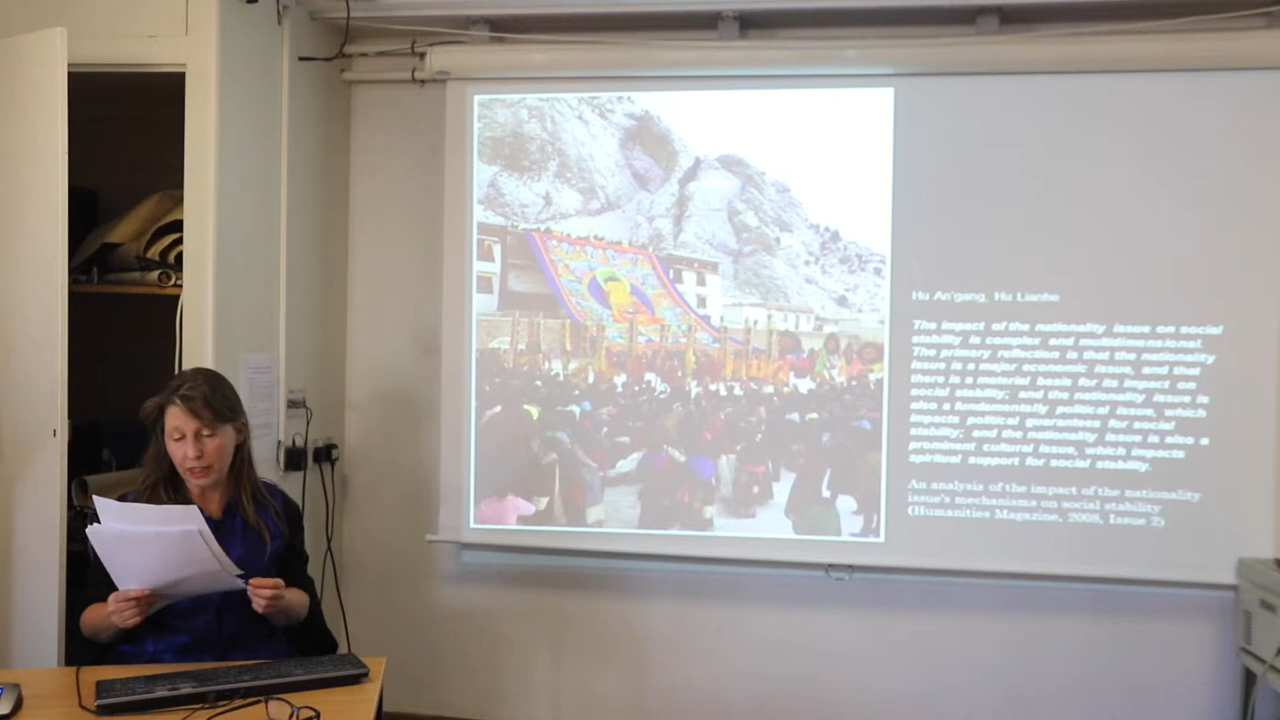 Hu An'gang, Hu Lianhe
The impact of the nationality issue on social
stability is complex and multidimensional.
The primary reflection is that the nationality
issue is a major economic issue, and that
there is a material basis for its impact on
social stability; and the nationality issue is
also a fundamentally political issue, which
impacts political guarantees for social
stability; and the nationality issue is also a
prominent cultural issue, which impacts
spiritual support for social stability.
An analysis of the impact of the nationality
issue's mechanisms on social stability
(Humanities Magazine, 2008, Issue 2)